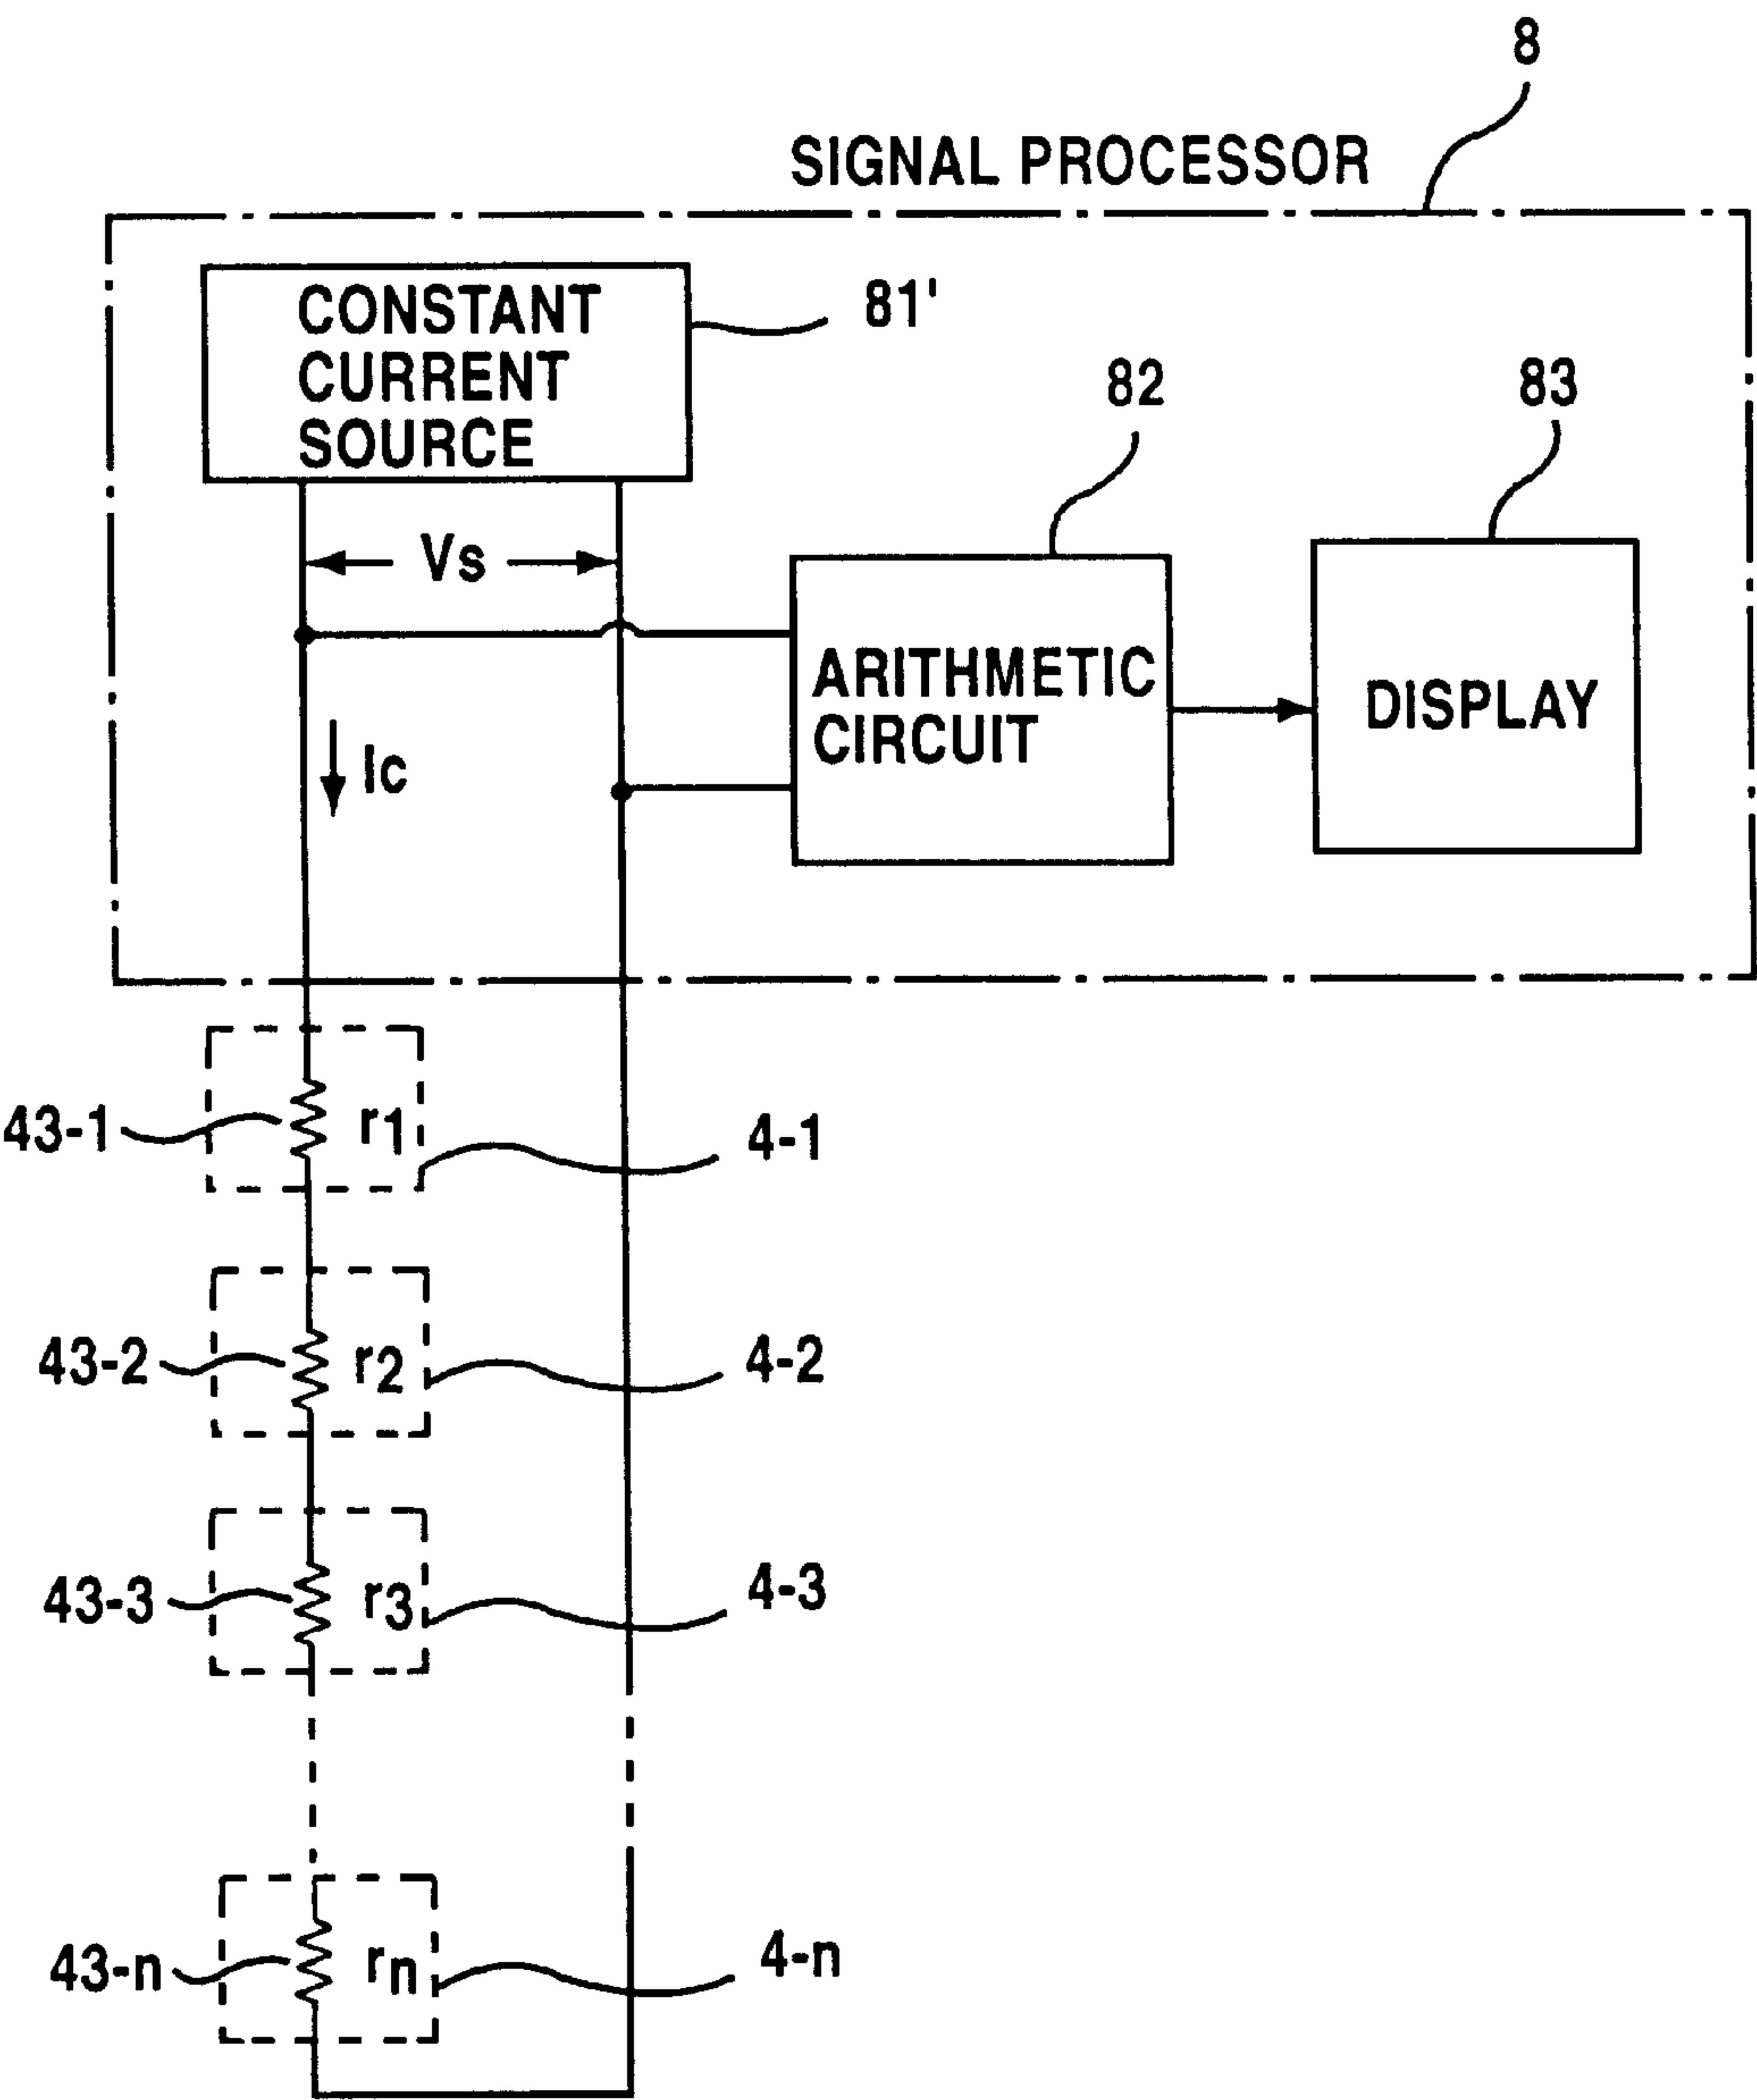 8
SIGNAL PROCESSOR
CONSTANT
CURRENT
SOURCE
81'
82
83
Vs
ARITHMETIC
CIRCUIT
DISPLAY
Ic
43-1
r1
4-1
43-2
r2
4-2
43-3
r3
4-3
43-n
rn
4-n